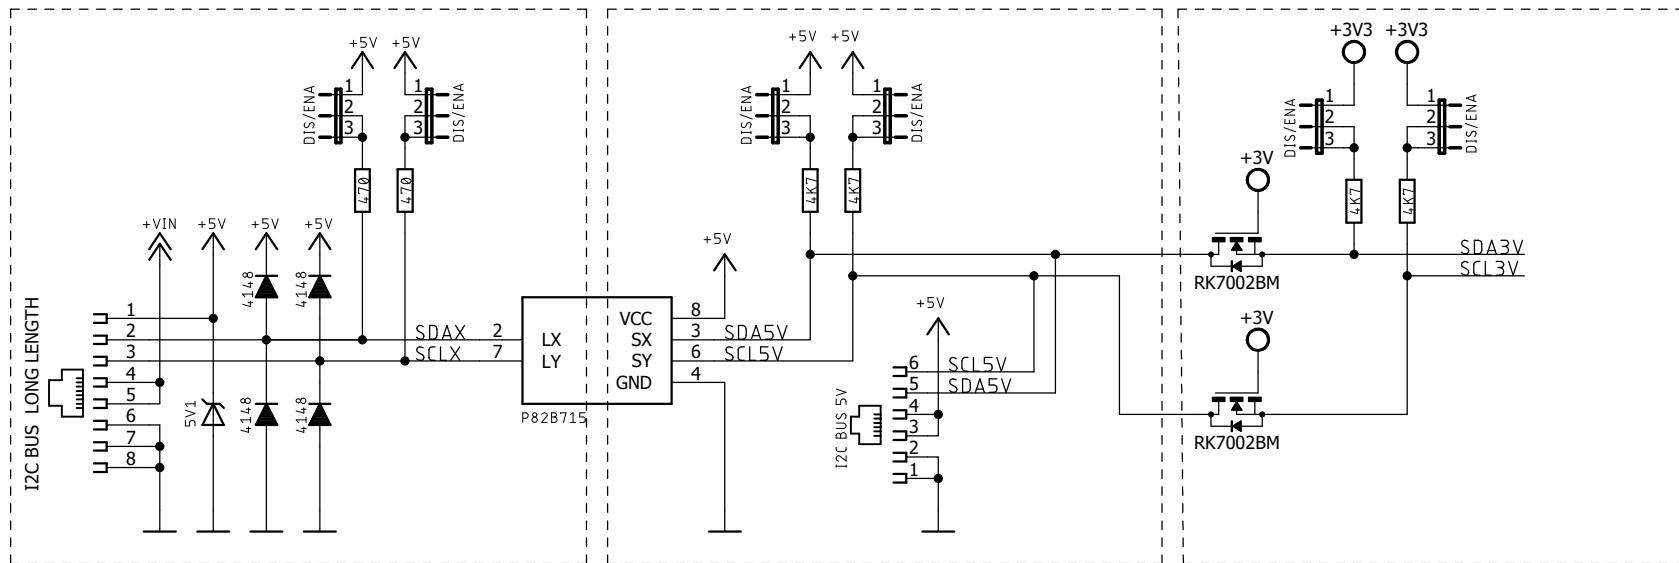 +5V +5V
1 1
2 2
3 3
DIS/ENA DIS/ENA
470 470
+VIN +5V +5V +5V
4148 4148
I2C BUS LONG LENGTH
1
2
3
4
5
6
7
8
5V1 4148 4148
SDAX 2
SCLX 7
LX
LY
VCC 8
SX 3 SDA5V
SY 6 SCL5V
GND 4
P82B715
+5V +5V
1 1
2 2
3 3
DIS/ENA DIS/ENA
4K7 4K7
+5V
+5V
I2C BUS 5V
6 SCL5V
5 SDA5V
4
3
2
1
+3V3 +3V3
1 1
2 2
3 3
DIS/ENA DIS/ENA
4K7 4K7
+3V
RK7002BM
SDA3V
SCL3V
+3V
RK7002BM